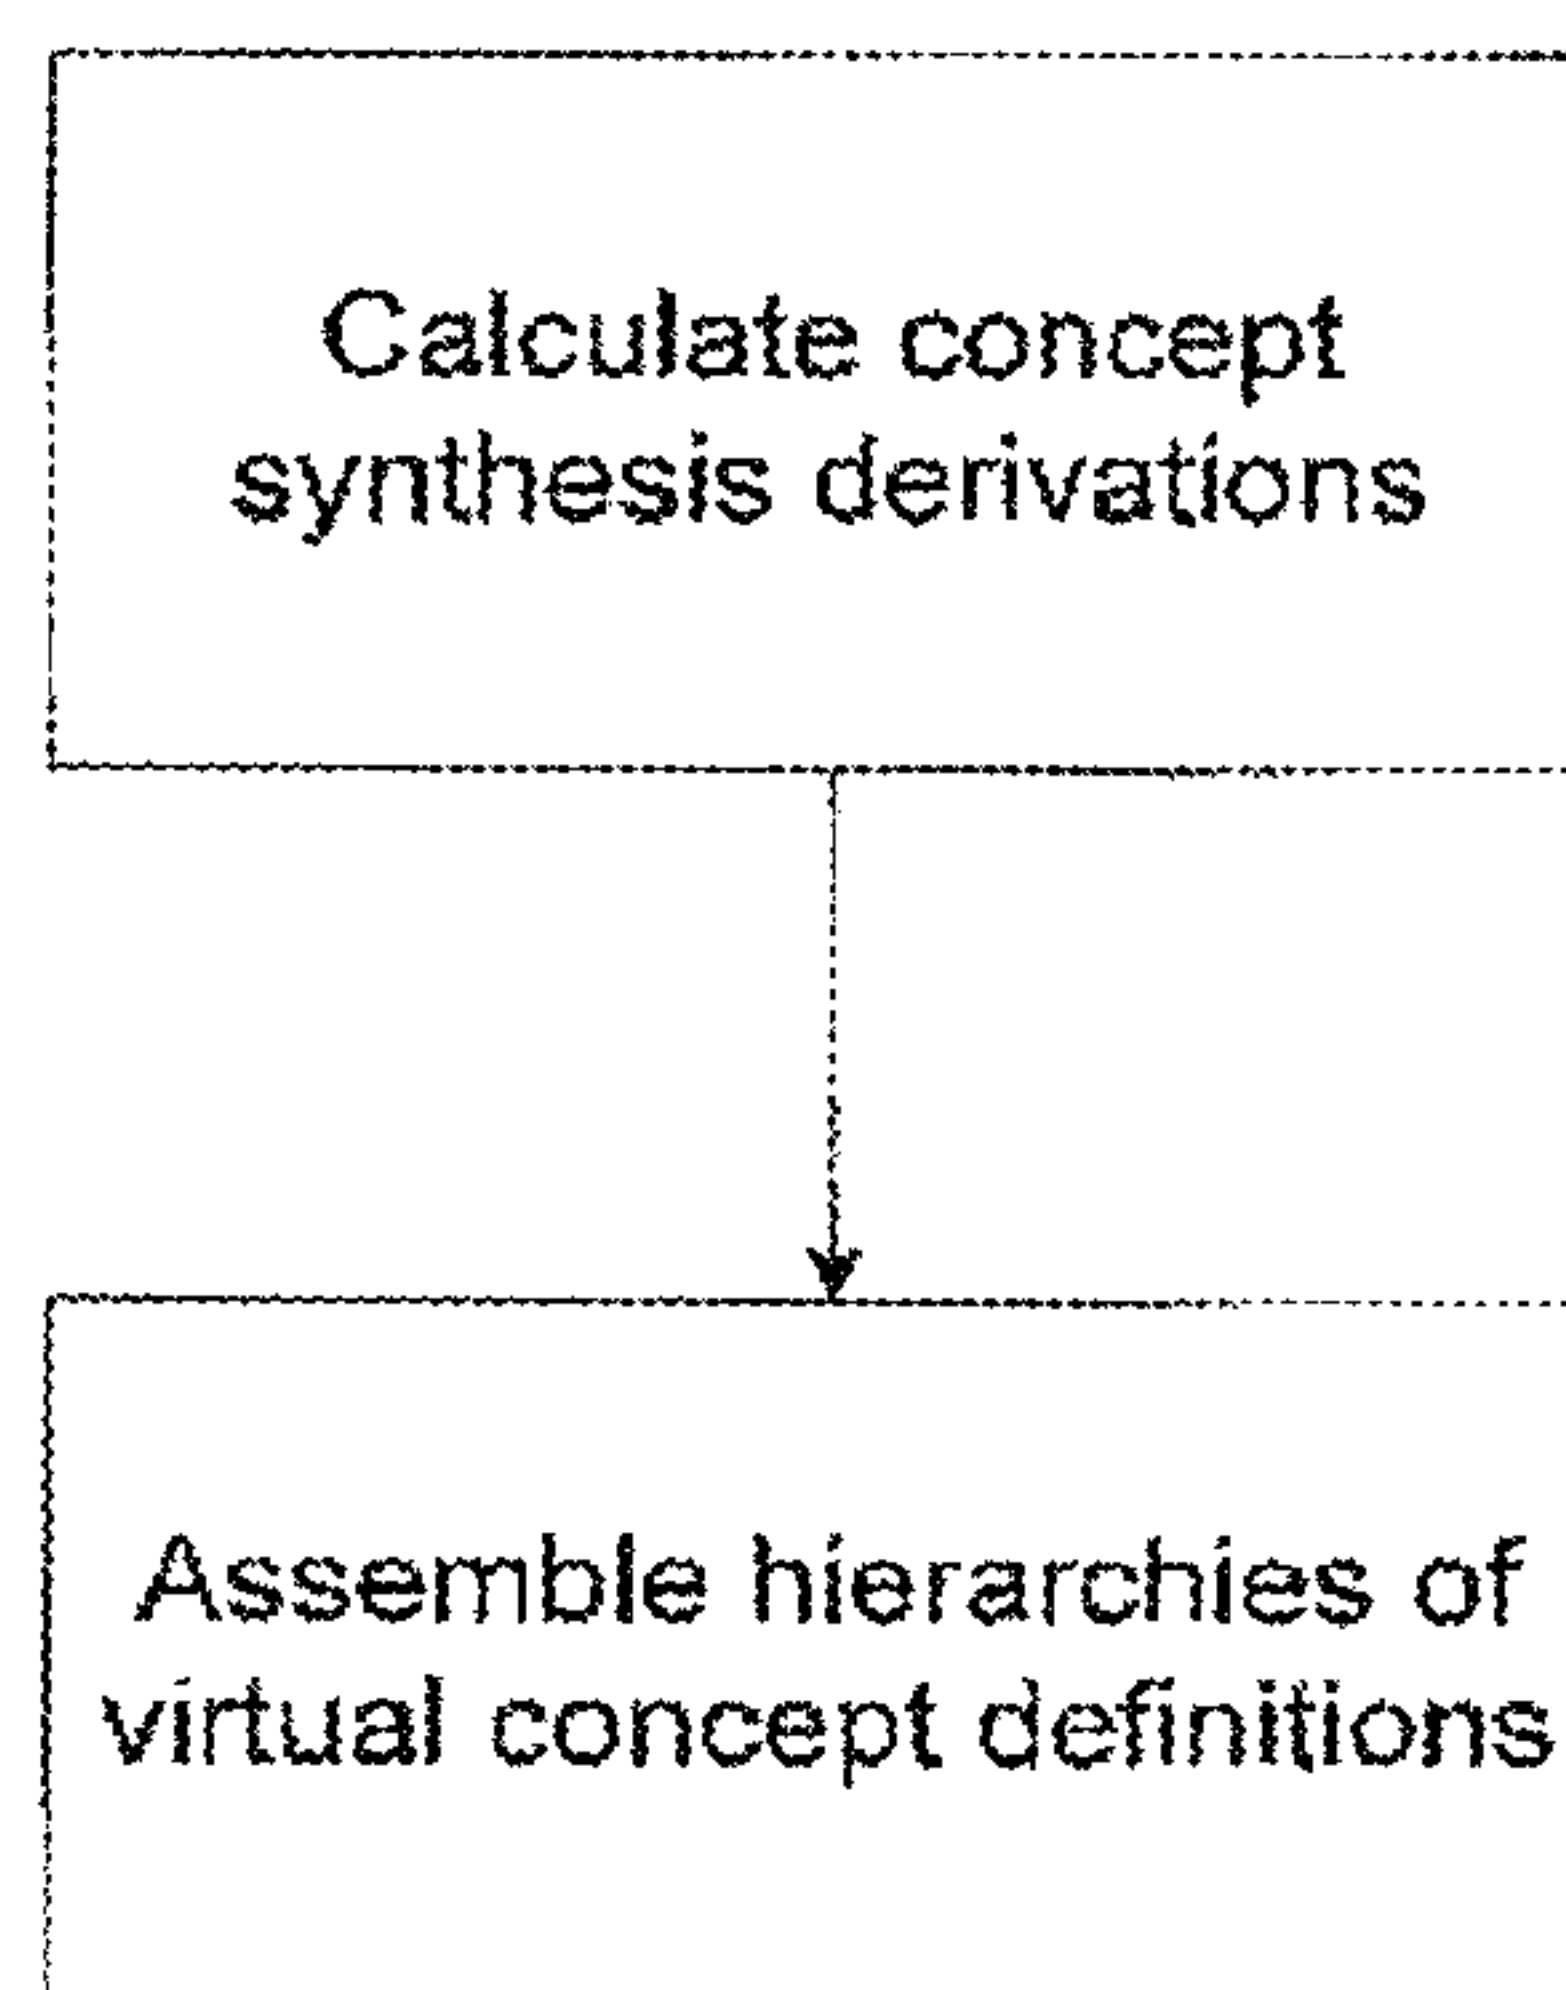 Calculate concept
synthesis derivations
Assemble hierarchies of
virtual concept definitions